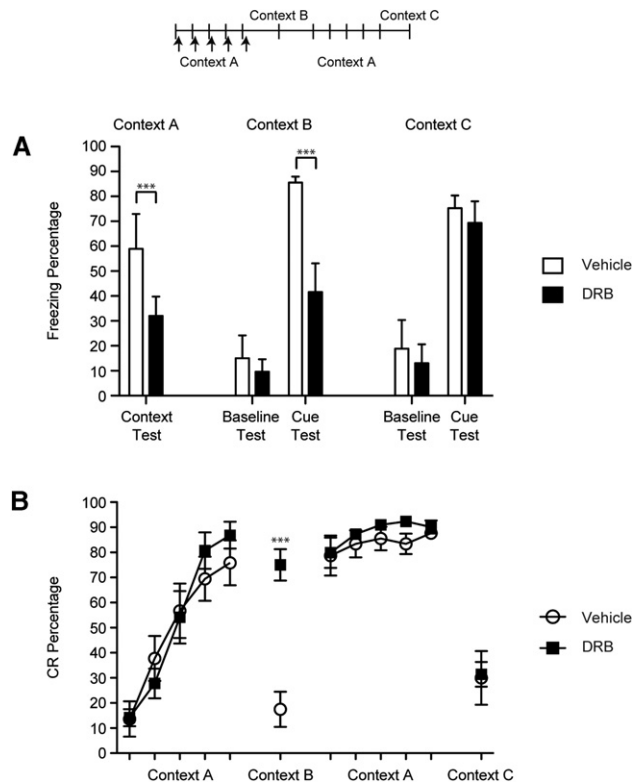 Context B
Context C
Context A
Context A
A
Context A
Context B
Context C
Freezing Percentage
100
90
80
70
60
50
40
30
20
10
0
***
***
Vehicle
DRB
Context Test
Baseline Test
Cue Test
Baseline Test
Cue Test
B
CR Percentage
100
90
80
70
60
50
40
30
20
10
0
***
Vehicle
DRB
Context A
Context B
Context A
Context C